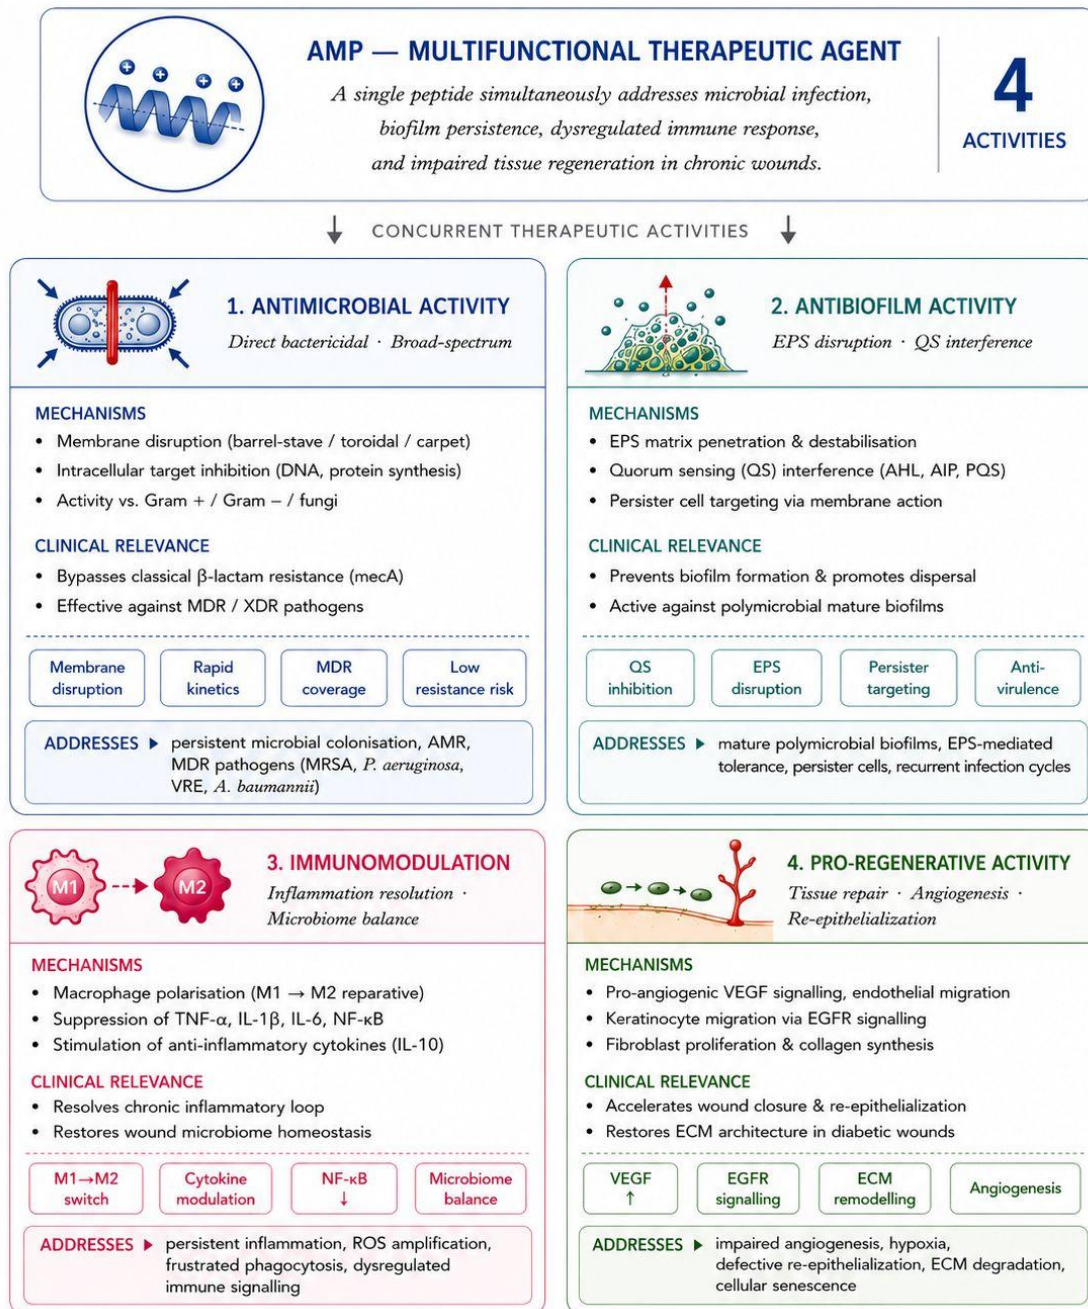 AMP — MULTIFUNCTIONAL THERAPEUTIC AGENT
A single peptide simultaneously addresses microbial infection,
biofilm persistence, dysregulated immune response,
and impaired tissue regeneration in chronic wounds.
4
ACTIVITIES
CONCURRENT THERAPEUTIC ACTIVITIES
1. ANTIMICROBIAL ACTIVITY
Direct bactericidal · Broad-spectrum
MECHANISMS
• Membrane disruption (barrel-stave / toroidal / carpet)
• Intracellular target inhibition (DNA, protein synthesis)
• Activity vs. Gram + / Gram − / fungi
CLINICAL RELEVANCE
• Bypasses classical β-lactam resistance (mecA)
• Effective against MDR / XDR pathogens
Membrane
disruption
Rapid
kinetics
MDR
coverage
Low
resistance risk
ADDRESSES ▶ persistent microbial colonisation, AMR,
MDR pathogens (MRSA, P. aeruginosa,
VRE, A. baumannii)
2. ANTIBIOFILM ACTIVITY
EPS disruption · QS interference
MECHANISMS
• EPS matrix penetration & destabilisation
• Quorum sensing (QS) interference (AHL, AIP, PQS)
• Persister cell targeting via membrane action
CLINICAL RELEVANCE
• Prevents biofilm formation & promotes dispersal
• Active against polymicrobial mature biofilms
QS
inhibition
EPS
disruption
Persister
targeting
Anti-
virulence
ADDRESSES ▶ mature polymicrobial biofilms, EPS-mediated
tolerance, persister cells, recurrent infection cycles
M1
M2
3. IMMUNOMODULATION
Inflammation resolution ·
Microbiome balance
MECHANISMS
• Macrophage polarisation (M1 → M2 reparative)
• Suppression of TNF-α, IL-1β, IL-6, NF-κB
• Stimulation of anti-inflammatory cytokines (IL-10)
CLINICAL RELEVANCE
• Resolves chronic inflammatory loop
• Restores wound microbiome homeostasis
M1→M2
switch
Cytokine
modulation
NF-κB
↓
Microbiome
balance
ADDRESSES ▶ persistent inflammation, ROS amplification,
frustrated phagocytosis, dysregulated
immune signalling
4. PRO-REGENERATIVE ACTIVITY
Tissue repair · Angiogenesis ·
Re-epithelialization
MECHANISMS
• Pro-angiogenic VEGF signalling, endothelial migration
• Keratinocyte migration via EGFR signalling
• Fibroblast proliferation & collagen synthesis
CLINICAL RELEVANCE
• Accelerates wound closure & re-epithelialization
• Restores ECM architecture in diabetic wounds
VEGF
↑
EGFR
signalling
ECM
remodelling
Angiogenesis
ADDRESSES ▶ impaired angiogenesis, hypoxia,
defective re-epithelialization, ECM degradation,
cellular senescence